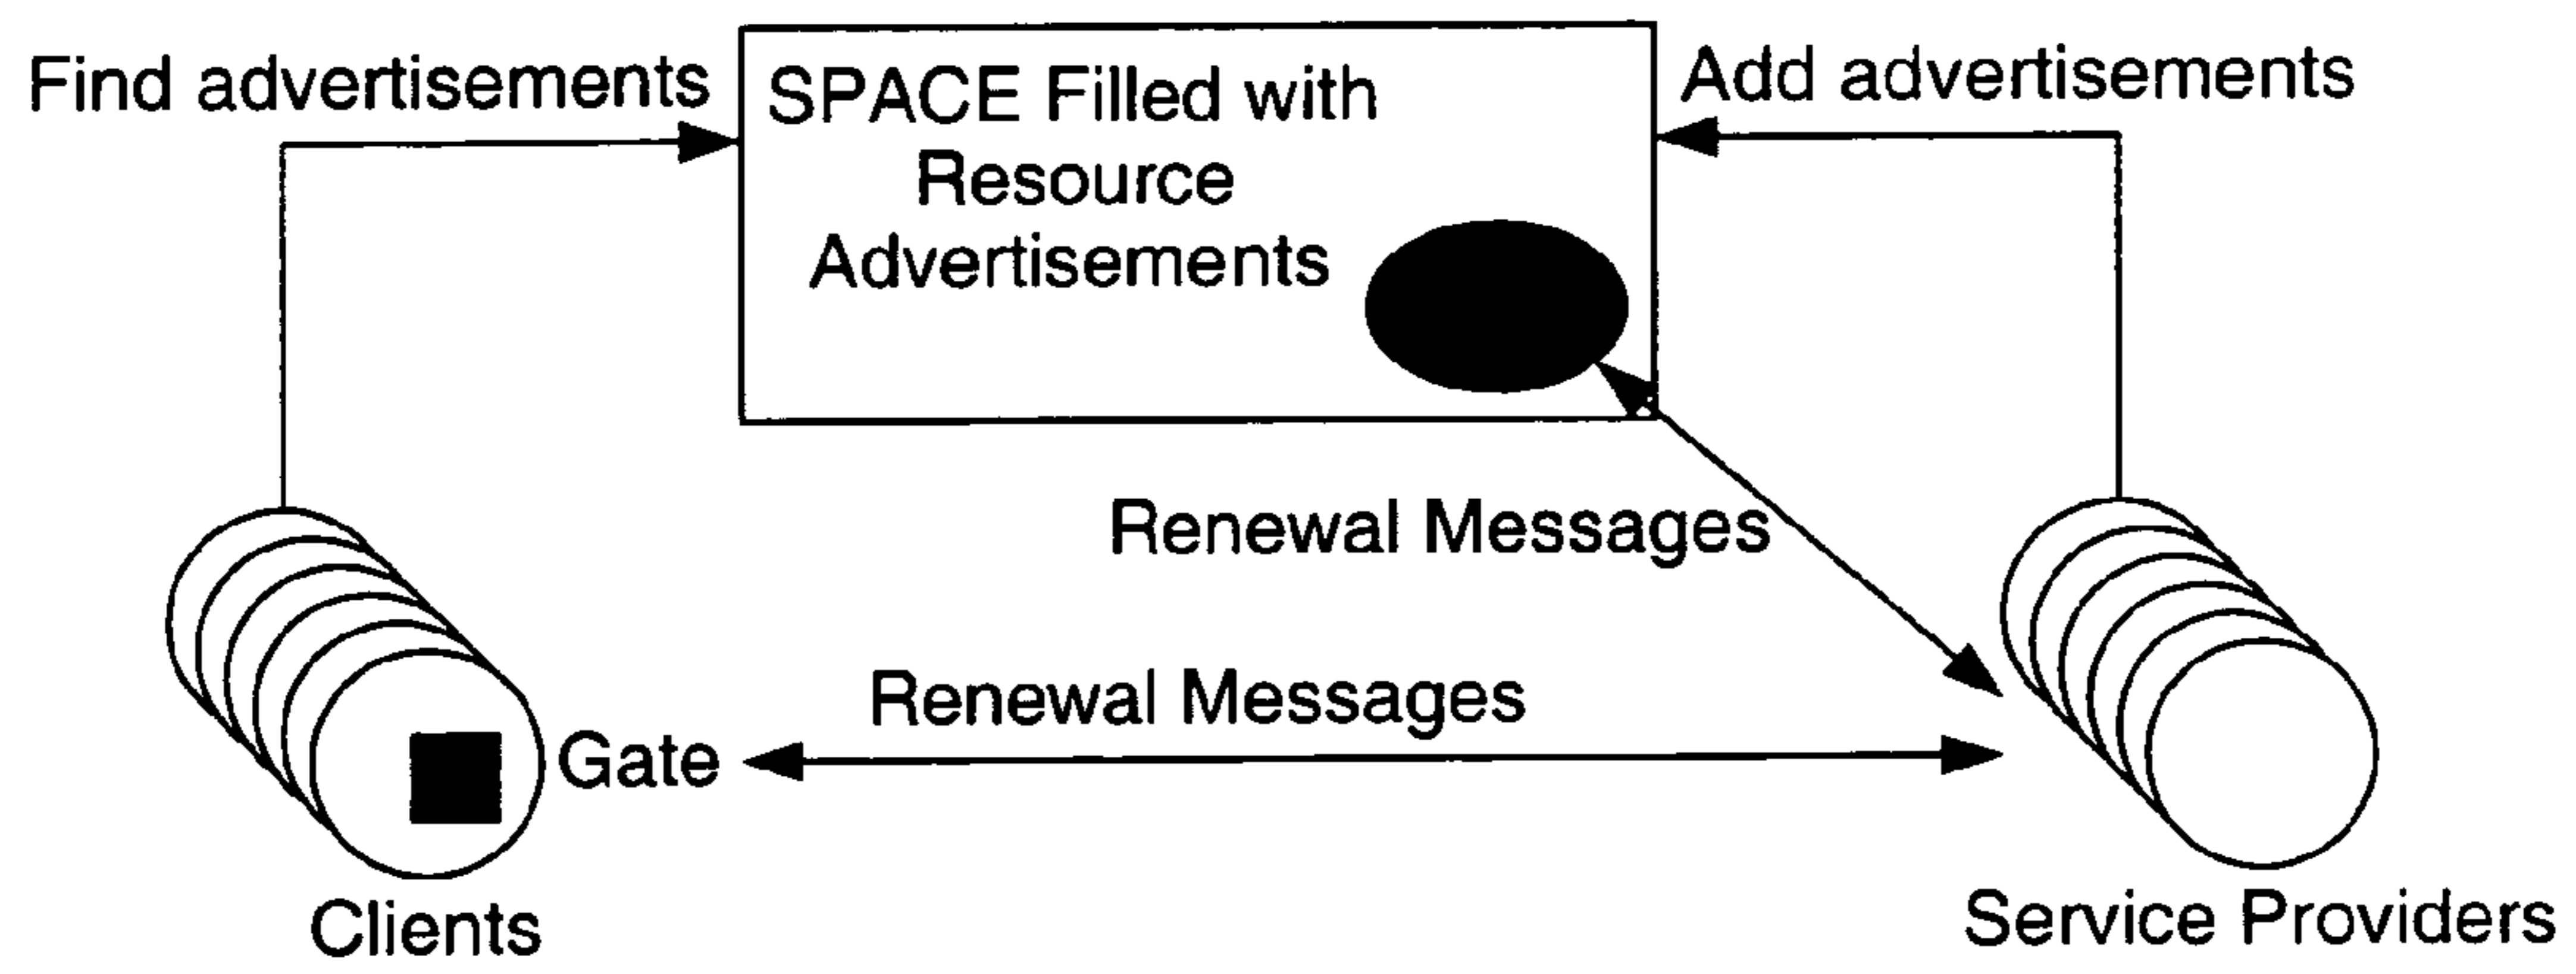 Find advertisements
SPACE Filled with
Resource
Advertisements
Add advertisements
Renewal Messages
Renewal Messages
Gate
Clients
Service Providers